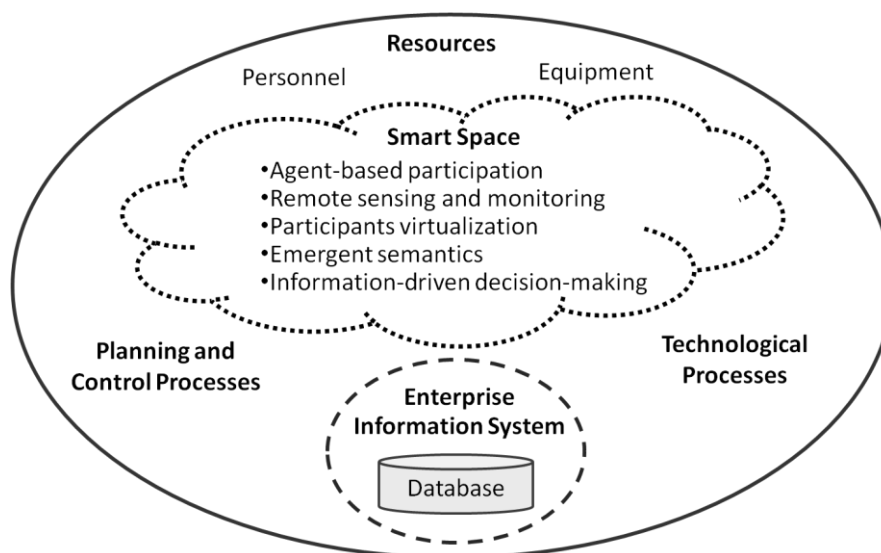 Resources
Personnel
Equipment
Smart Space
•Agent-based participation
•Remote sensing and monitoring
•Participants virtualization
•Emergent semantics
•Information-driven decision-making
Planning and
Control Processes
Technological
Processes
Enterprise
Information System
Database